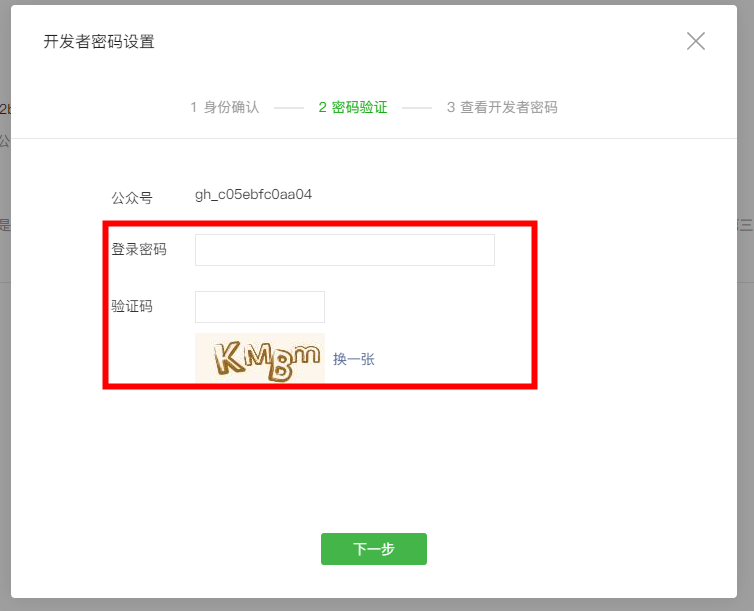 开发者密码设置
1 身份确认 2 密码验证 3 查看开发者密码
公众号 gh_c05ebfc0aa04
登录密码
验证码
KMBm 换一张
下一步